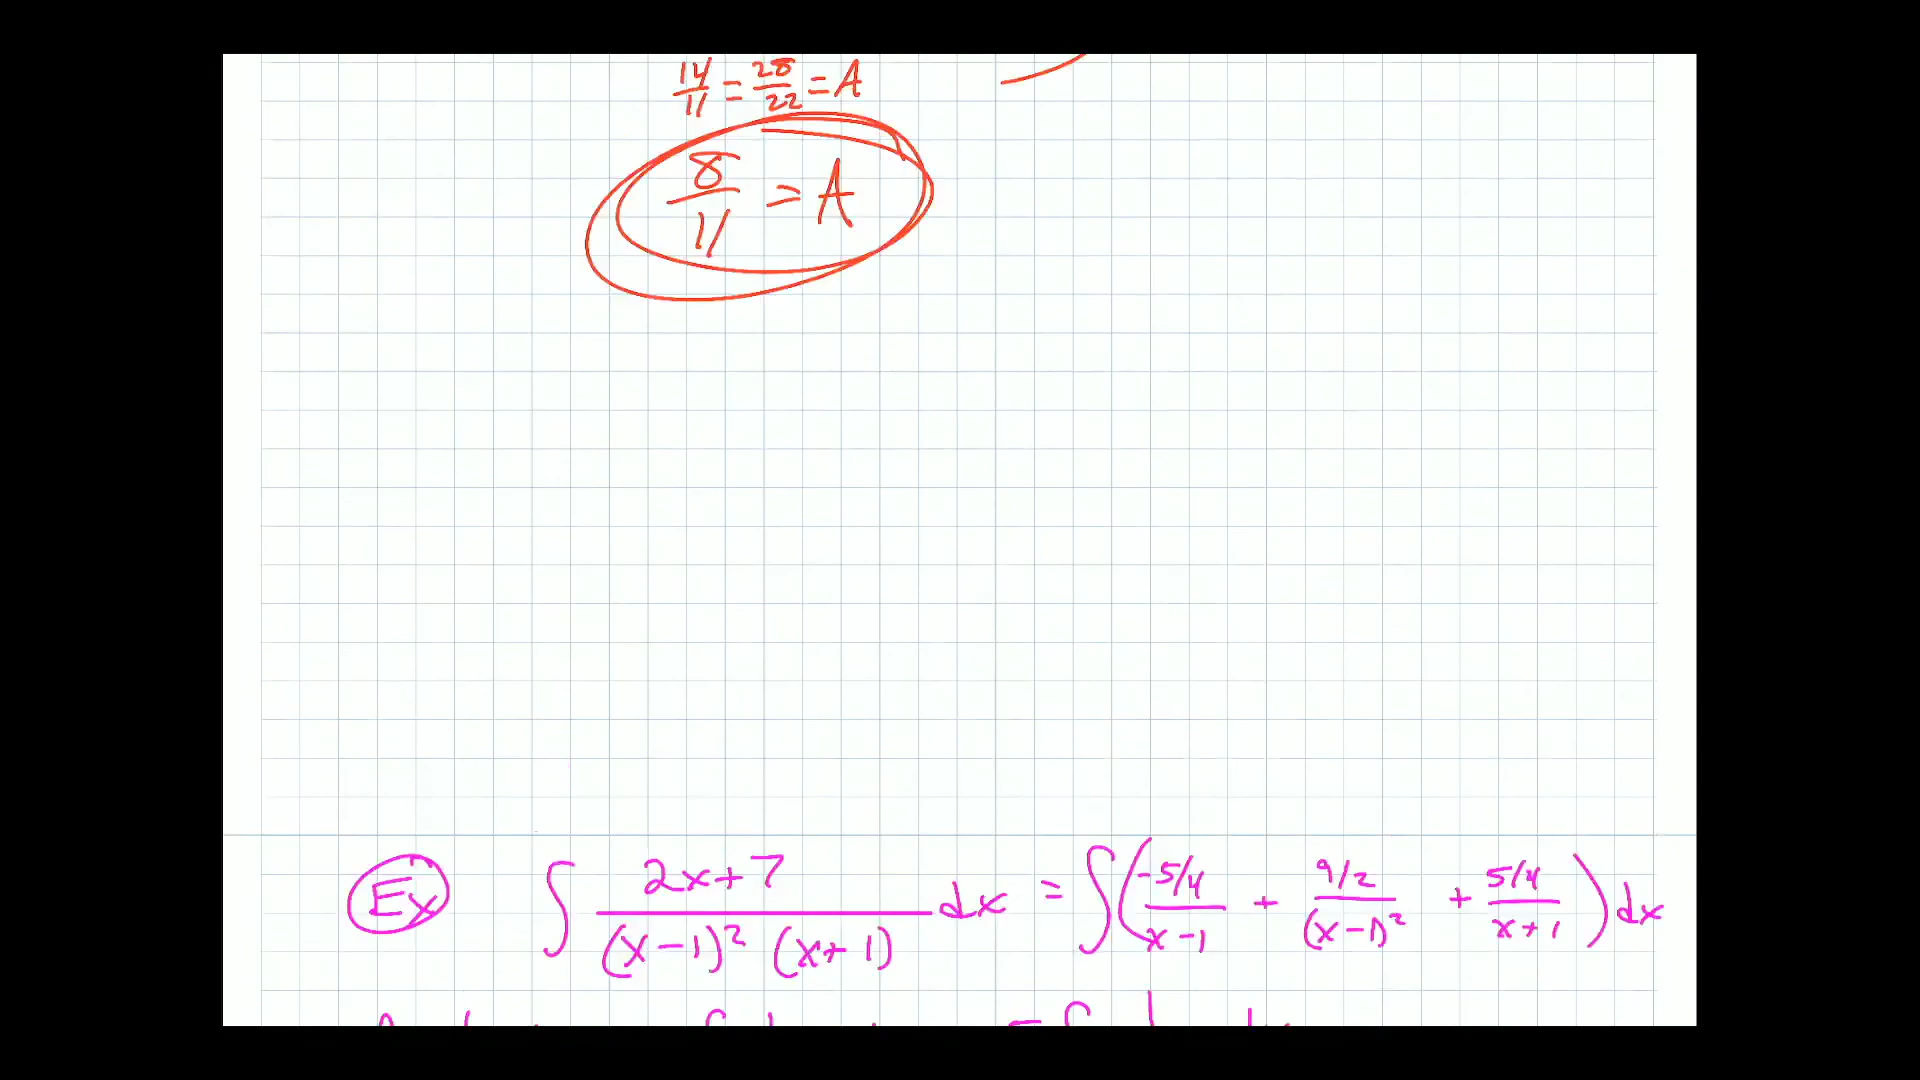 14/11 = 28/22 = A
8/11 = A
Ex ∫ (2x+7)/((x-1)² (x+1)) dx = ∫( (-5/4)/(x-1) + (9/2)/(x-1)² + (5/4)/(x+1) ) dx